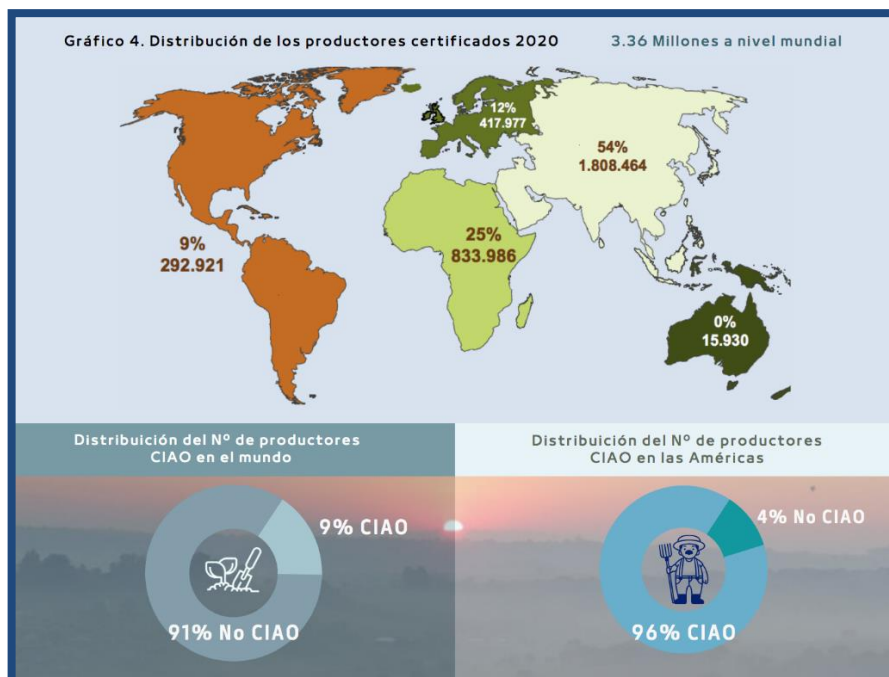 Gráfico 4. Distribución de los productores certificados 2020
3.36 Millones a nivel mundial
12%
417.977
54%
1.808.464
9%
292.921
25%
833.986
0%
15.930
Distribuición del Nº de productores
CIAO en el mundo
Distribuición del Nº de productores
CIAO en las Américas
9% CIAO
91% No CIAO
4% No CIAO
96% CIAO